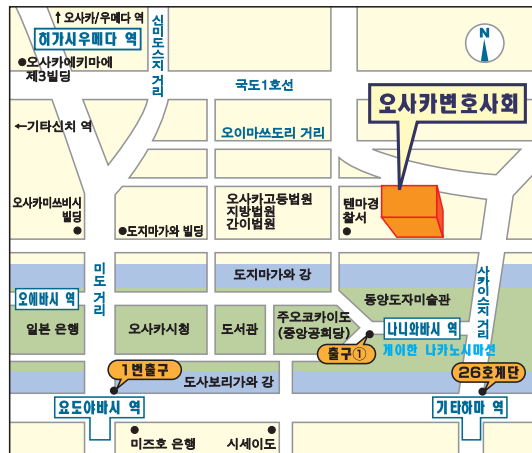 ↑오사카/우메다 역
히가시우메다 역
신미도스지 거리
N
●오사카에키마에
제3빌딩
국도1호선
오사카변호사회
←기타신치 역
오이마쓰도리 거리
오사카미쓰비시
빌딩
●도지마가와 빌딩
오사카고등법원
지방법원
간이법원
텐마경
찰서
미도 거리
사카이스지 거리
도지마가와 강
오에바시 역
동양도자미술관
일본 은행
오사카시청
도서관
주오코카이도
(중앙공회당)
나니와바시 역
출구①
게이한 나카노시마선
1번출구
도사보리가와 강
26호계단
요도야바시 역
기타하마 역
미즈호 은행
시세이도